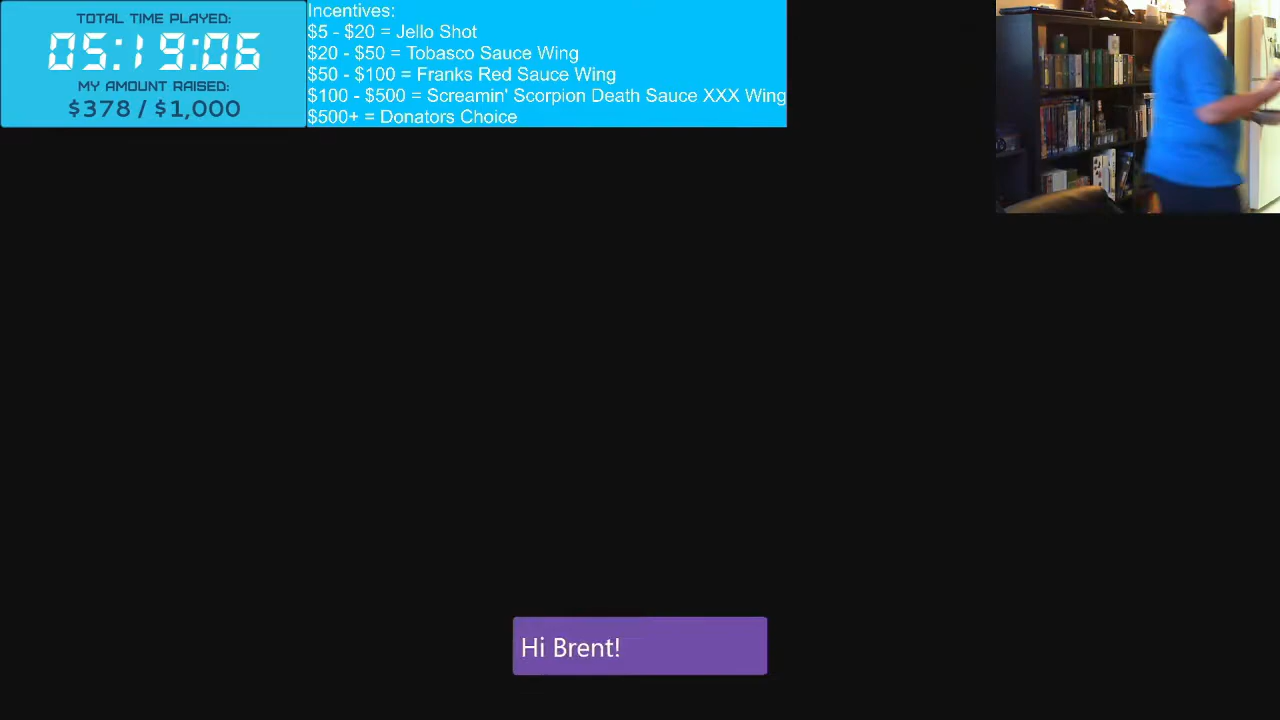 TOTAL TIME PLAYED:
05:19:06
MY AMOUNT RAISED:
$378 / $1,000
Incentives:
$5 - $20 = Jello Shot
$20 - $50 = Tobasco Sauce Wing
$50 - $100 = Franks Red Sauce Wing
$100 - $500 = Screamin' Scorpion Death Sauce XXX Wing
$500+ = Donators Choice
Hi Brent!